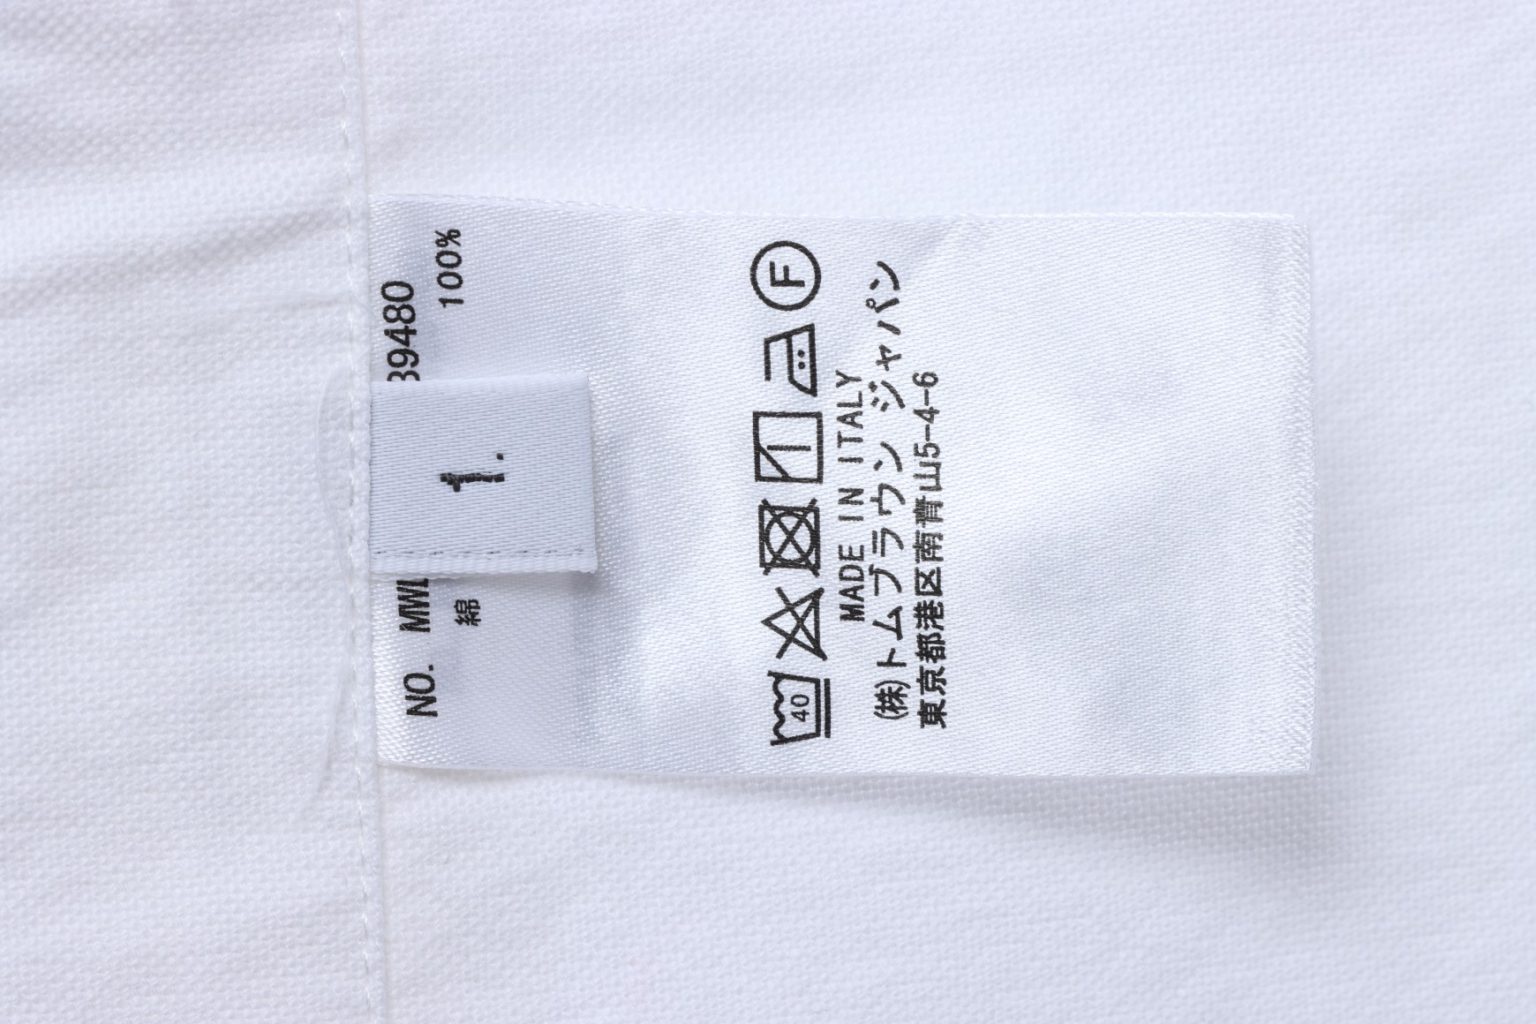 NO. MWL 39480
綿 100%
1.
40
F
MADE IN ITALY
(株)トムブラウン ジャパン
東京都港区南青山5-4-6